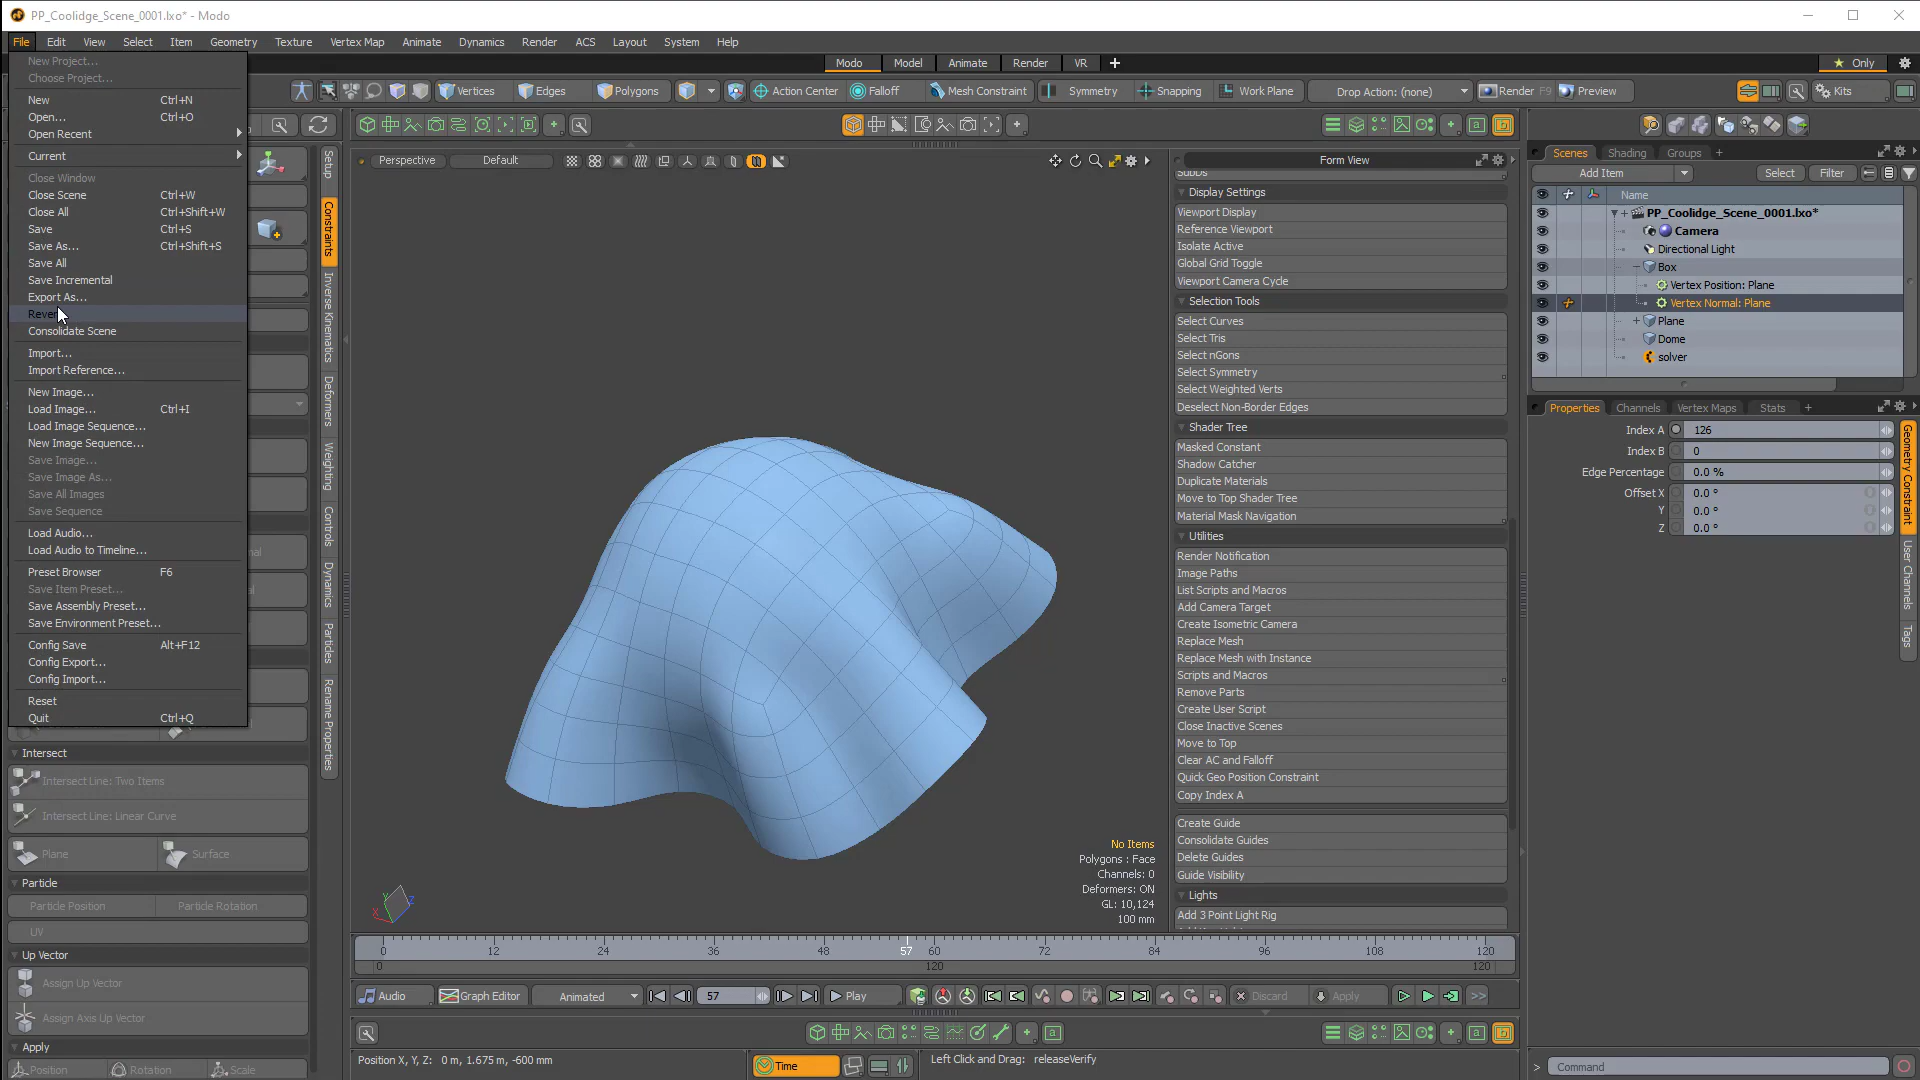 PP_Coolidge_Scene_0001.lxo* - Modo
File Edit View Select Item Geometry Texture Vertex Map Animate Dynamics Render ACS Layout System Help
Modo Model Animate Render VR
Only
Vertices Edges Polygons Action Center Falloff Mesh Constraint Symmetry Snapping Work Plane Drop Action: (none) Render F9 Preview Kits
New Project...
Choose Project...
New Ctrl+N
Open... Ctrl+O
Open Recent
Current
Close Window
Close Scene Ctrl+W
Close All Ctrl+Shift+W
Save Ctrl+S
Save As... Ctrl+Shift+S
Save All
Save Incremental
Export As...
Rever
Consolidate Scene
Import...
Import Reference...
New Image...
Load Image... Ctrl+I
Load Image Sequence...
New Image Sequence...
Save Image...
Save Image As...
Save All Images
Save Sequence
Load Audio...
Load Audio to Timeline...
Preset Browser F6
Save Item Preset...
Save Assembly Preset...
Save Environment Preset...
Config Save Alt+F12
Config Export...
Config Import...
Reset
Quit Ctrl+Q
Intersect
Intersect Line: Two Items
Intersect Line: Linear Curve
Plane Surface
Particle
Particle Position Particle Rotation
UV
Up Vector
Assign Up Vector
Assign Axis Up Vector
Apply
Position Rotation Scale
Setup
Constraints
Inverse Kinematics
Deformers
Weighting
Controls
Dynamics
Particles
Rename Properties
Perspective Default
No Items
Polygons : Face
Channels: 0
Deformers: ON
GL: 10,124
100 mm
X Y Z
Form View
SubDs
Display Settings
Viewport Display
Reference Viewport
Isolate Active
Global Grid Toggle
Viewport Camera Cycle
Selection Tools
Select Curves
Select Tris
Select nGons
Select Symmetry
Select Weighted Verts
Deselect Non-Border Edges
Shader Tree
Masked Constant
Shadow Catcher
Duplicate Materials
Move to Top Shader Tree
Material Mask Navigation
Utilities
Render Notification
Image Paths
List Scripts and Macros
Add Camera Target
Create Isometric Camera
Replace Mesh
Replace Mesh with Instance
Scripts and Macros
Remove Parts
Create User Script
Close Inactive Scenes
Move to Top
Clear AC and Falloff
Quick Geo Position Constraint
Copy Index A
Create Guide
Consolidate Guides
Delete Guides
Guide Visibility
Lights
Add 3 Point Light Rig
Scenes Shading Groups +
Add Item Select Filter
Name
PP_Coolidge_Scene_0001.lxo*
Camera
Directional Light
Box
Vertex Position: Plane
Vertex Normal: Plane
Plane
Dome
solver
Properties Channels Vertex Maps Stats +
Index A 126
Index B 0
Edge Percentage 0.0 %
Offset X 0.0 °
Y 0.0 °
Z 0.0 °
Geometry Constraint
User Channels
Tags
0 12 24 36 48 57 60 72 84 96 108 120
0 120 120
Audio Graph Editor Animated 57 Play Discard Apply >>
Position X, Y, Z: 0 m, 1.675 m, -600 mm
Time
Left Click and Drag: releaseVerify
> Command